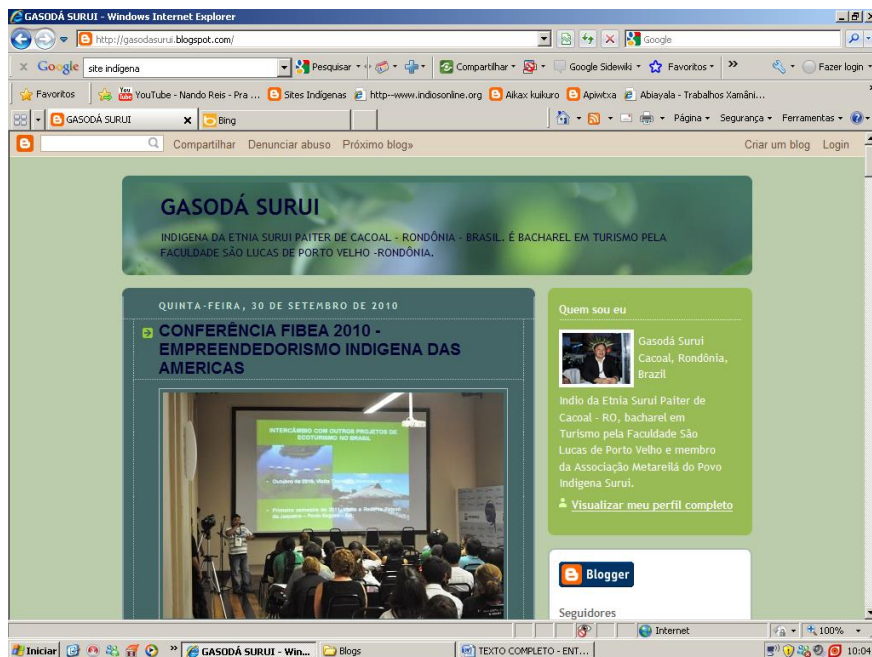 GASODÁ SURUI - Windows Internet Explorer
http://gasodasurui.blogspot.com/
Google
Google
site indígena
Pesquisar
Compartilhar
Google Sidewiki
Favoritos
»
Fazer login
Favoritos
YouTube - Nando Reis - Pra ...
Sites Indígenas
http--www.indiosonline.org
Aikax kuikuro
Apiwtxa
Abiayala - Trabalhos Xamâni...
GASODÁ SURUI
Bing
Página
Segurança
Ferramentas
Compartilhar
Denunciar abuso
Próximo blog»
Criar um blog
Login
GASODÁ SURUI
INDIGENA DA ETNIA SURUI PAITER DE CACOAL - RONDÔNIA - BRASIL. É BACHAREL EM TURISMO PELA
FACULDADE SÃO LUCAS DE PORTO VELHO -RONDÔNIA.
QUINTA-FEIRA, 30 DE SETEMBRO DE 2010
CONFERÊNCIA FIBEA 2010 -
EMPREENDEDORISMO INDIGENA DAS
AMERICAS
INTERCÂMBIO COM OUTROS PROJETOS DE
ECOTURISMO NO BRASIL
Quem sou eu
Gasodá Surui
Cacoal, Rondônia,
Brazil
Indio da Etnia Surui Paiter de
Cacoal - RO, bacharel em
Turismo pela Faculdade São
Lucas de Porto Velho e membro
da Associação Metareilá do Povo
Indigena Surui.
Visualizar meu perfil completo
Blogger
Seguidores
Internet
100%
Iniciar
»
GASODÁ SURUI - Win...
Blogs
TEXTO COMPLETO - ENT...
10:04